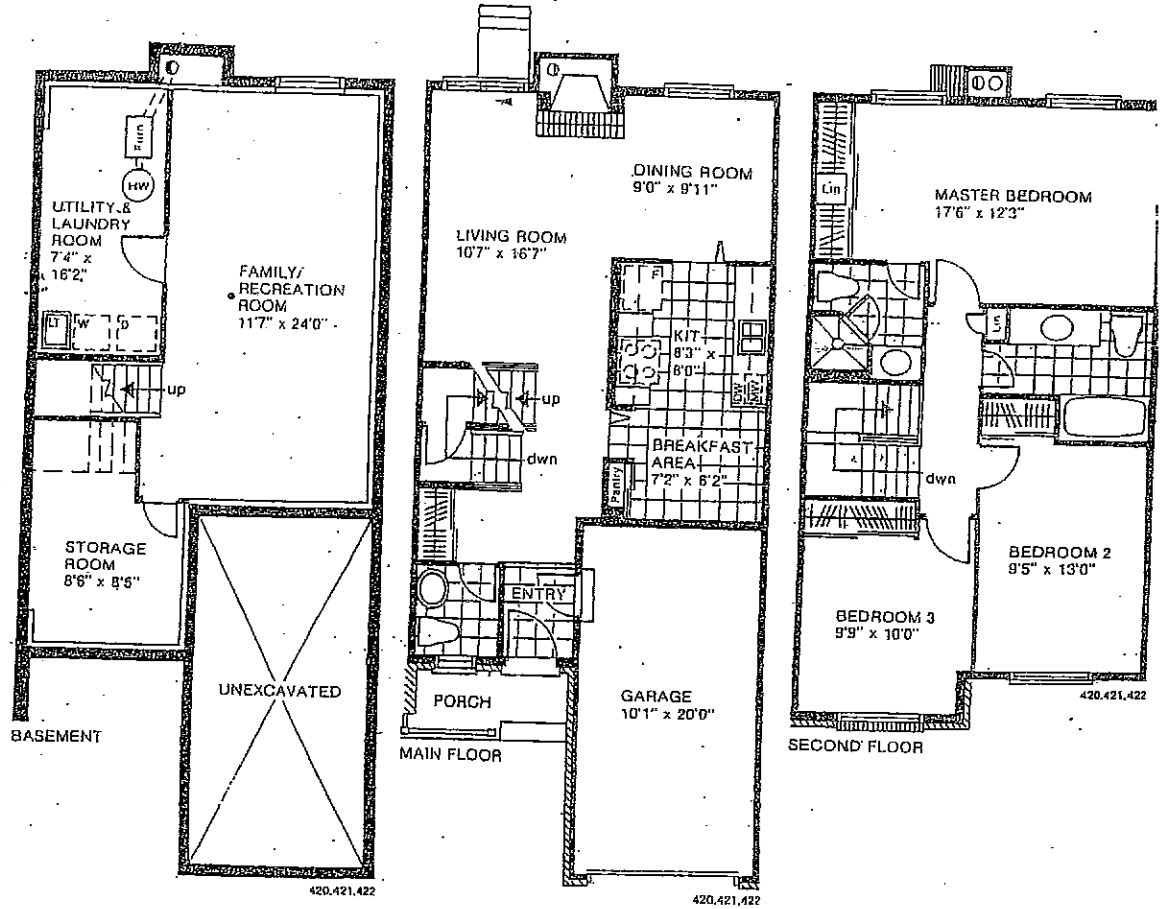 Furn
HW
UTILITY &
LAUNDRY
ROOM
7'4" x
16'2"
LT
W
D
FAMILY/
RECREATION
ROOM
11'7" x 24'0"
up
STORAGE
ROOM
8'6" x 8'6"
UNEXCAVATED
BASEMENT
420,421,422
DINING ROOM
9'0" x 9'11"
LIVING ROOM
10'7" x 16'7"
F
KIT
8'3" x
8'0"
DW
MW
up
dwn
BREAKFAST
AREA
7'2" x 6'2"
Pantry
ENTRY
PORCH
GARAGE
10'1" x 20'0"
MAIN FLOOR
420,421,422
Lin
MASTER BEDROOM
17'6" x 12'3"
Lin
dwn
BEDROOM 2
9'5" x 13'0"
BEDROOM 3
9'9" x 10'0"
420,421,422
SECOND FLOOR